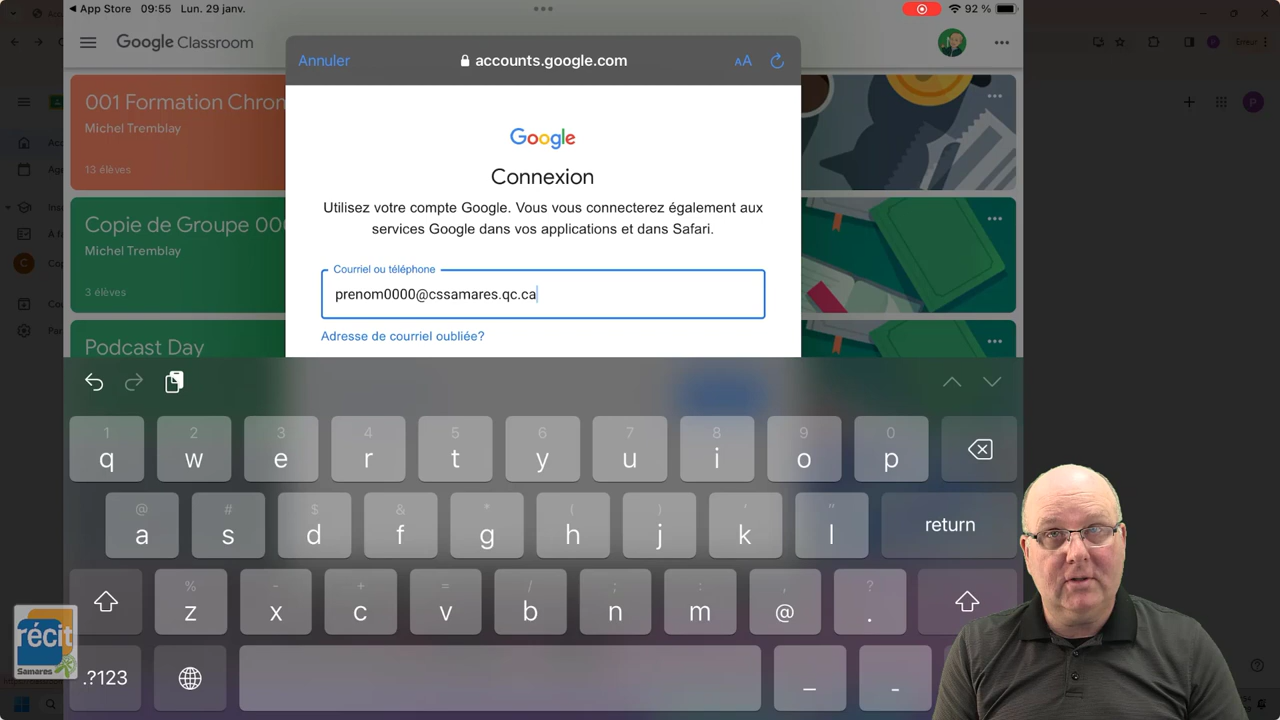 App Store 09:55 Lun. 29 janv.
92 %
Google Classroom
Annuler
accounts.google.com
AA
001 Formation Chron
Michel Tremblay
13 élèves
Google
Connexion
Utilisez votre compte Google. Vous vous connecterez également aux
services Google dans vos applications et dans Safari.
Copie de Groupe 00
Michel Tremblay
3 élèves
Courriel ou téléphone
prenom0000@cssamares.qc.ca
Adresse de courriel oubliée?
Podcast Day
Erreur
P
P
C
1 2 3 4 5 6 7 8 9 0
q w e r t y u i o p
@ # $ & * ( ) ' "
a s d f g h j k l return
% - + = / ; : , ?
z x c v b n m @ .
.?123 _ -
récit
Samares